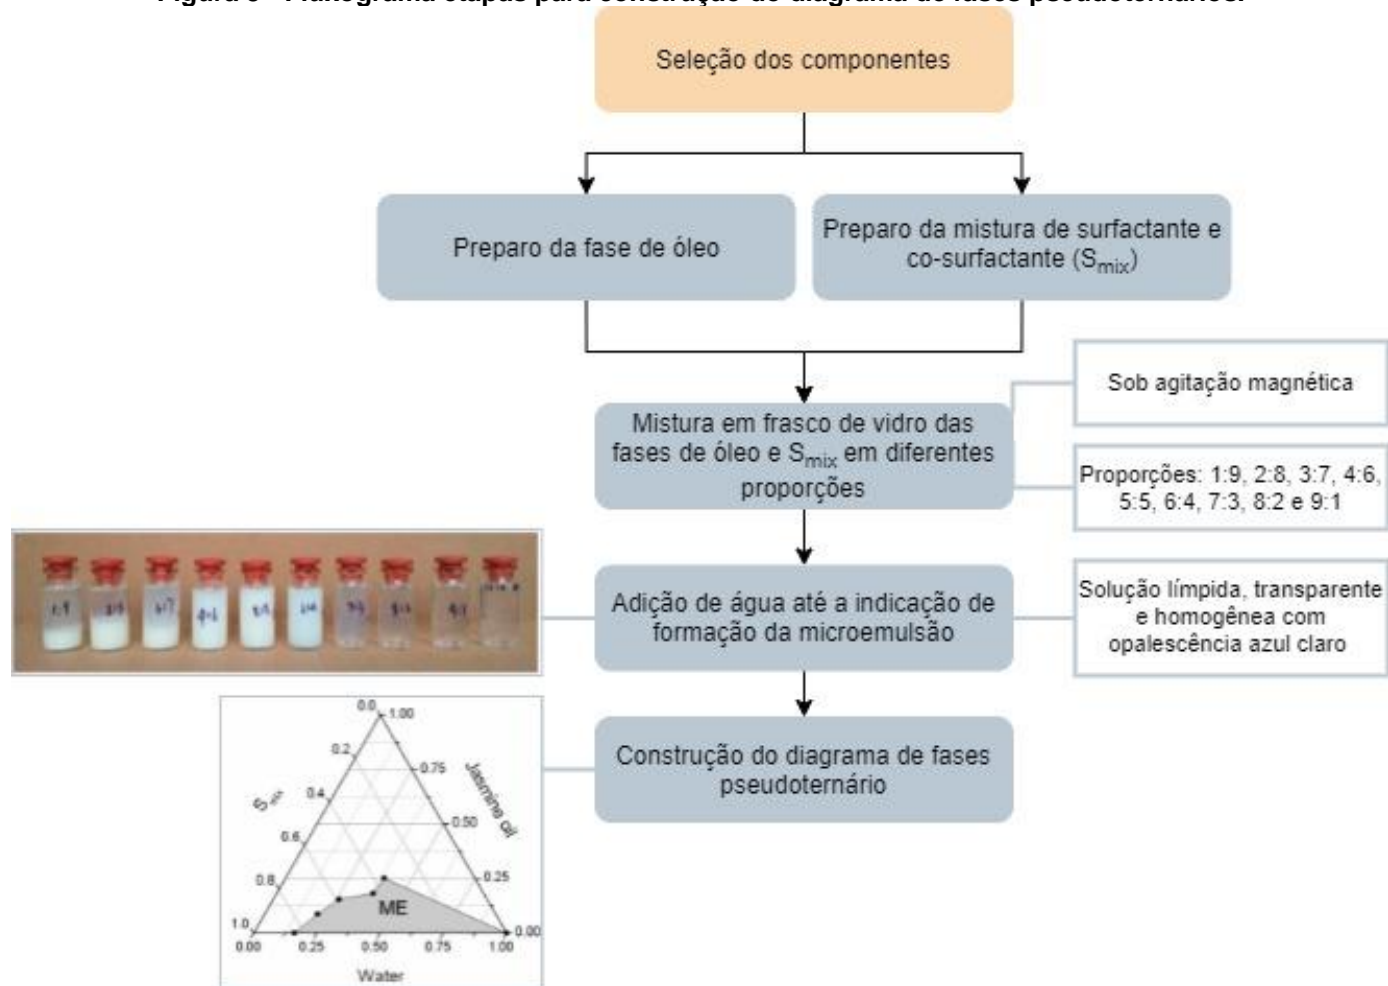 Seleção dos componentes
Preparo da fase de óleo
Preparo da mistura de surfactante e
co-surfactante (Smix)
Sob agitação magnética
Mistura em frasco de vidro das
fases de óleo e Smix em diferentes
proporções
Proporções: 1:9, 2:8, 3:7, 4:6,
5:5, 6:4, 7:3, 8:2 e 9:1
Adição de água até a indicação de
formação da microemulsão
Solução límpida, transparente
e homogênea com
opalescência azul claro
Construção do diagrama de fases
pseudoternário
0.0
1.00
0.2
0.75
Jasmine oil
Smix
0.4
0.50
0.6
0.25
0.8
ME
1.0
0.00
0.00 0.25 0.50 0.75 1.00
Water